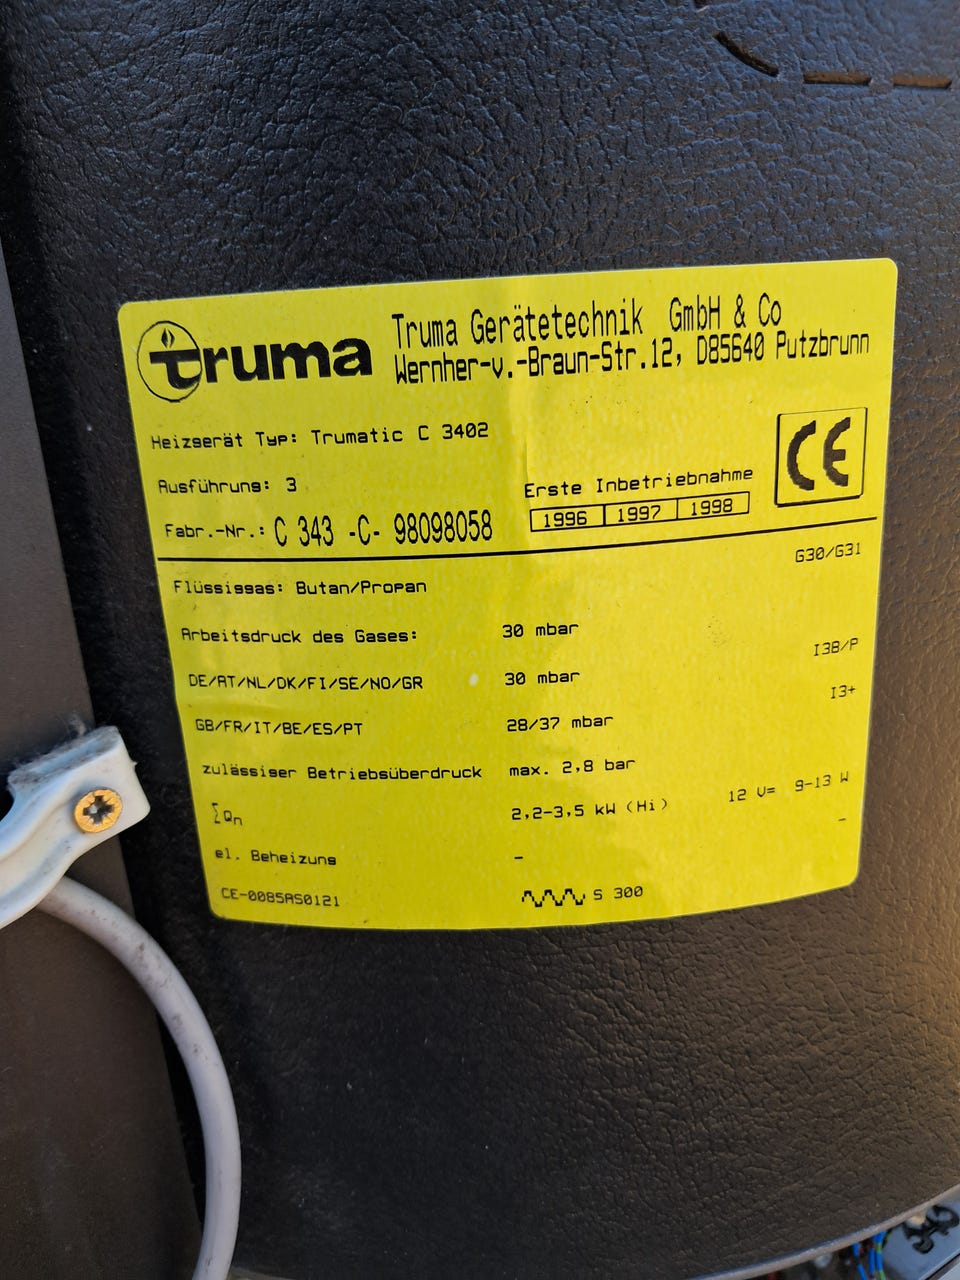 truma
Truma Gerätetechnik GmbH & Co
Wernher-v.-Braun-Str.12, D85640 Putzbrunn
Heizgerät Typ: Trumatic C 3402
Ausführung: 3
Fabr.-Nr.: C 343 -C- 98098058
Erste Inbetriebnahme
1996 1997 1998
CE
G30/G31
Flüssiggas: Butan/Propan
Arbeitsdruck des Gases: 30 mbar
I3B/P
DE/AT/NL/DK/FI/SE/NO/GR 30 mbar
I3+
GB/FR/IT/BE/ES/PT 28/37 mbar
zulässiger Betriebsüberdruck max. 2,8 bar
∑Qn 2,2-3,5 kW (Hi) 12 V= 9-13 W
el. Beheizung - -
CE-0085AS0121 S 300